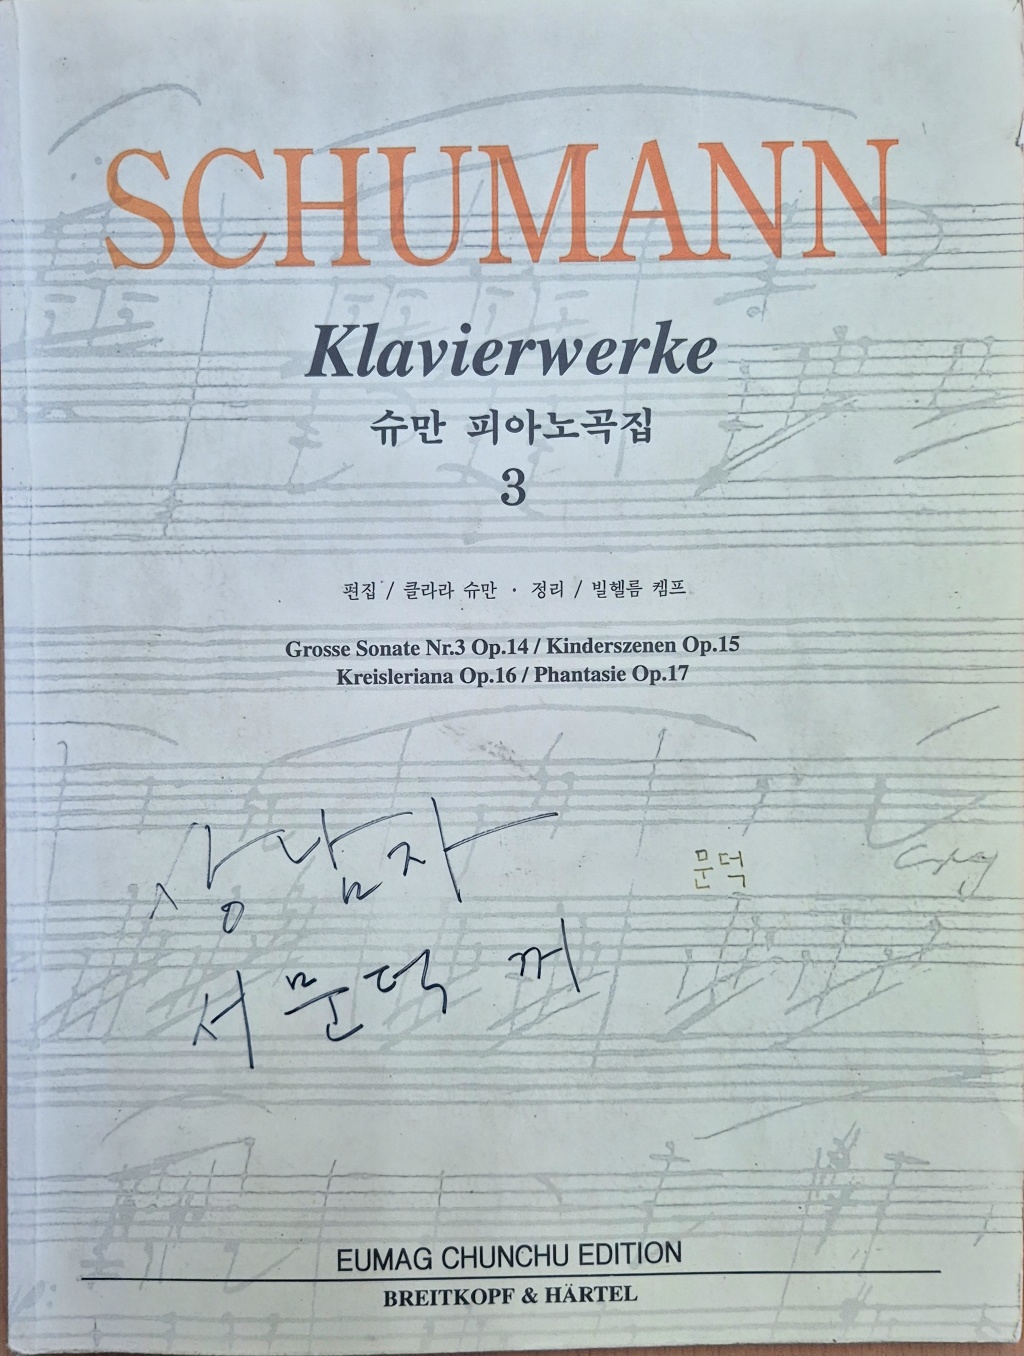 SCHUMANN
Klavierwerke
슈만 피아노곡집
3
편집 / 클라라 슈만 · 정리 / 빌헬름 켐프
Grosse Sonate Nr.3 Op.14 / Kinderszenen Op.15
Kreisleriana Op.16 / Phantasie Op.17
상남자
문덕
서문덕 꺼
EUMAG CHUNCHU EDITION
BREITKOPF & HÄRTEL